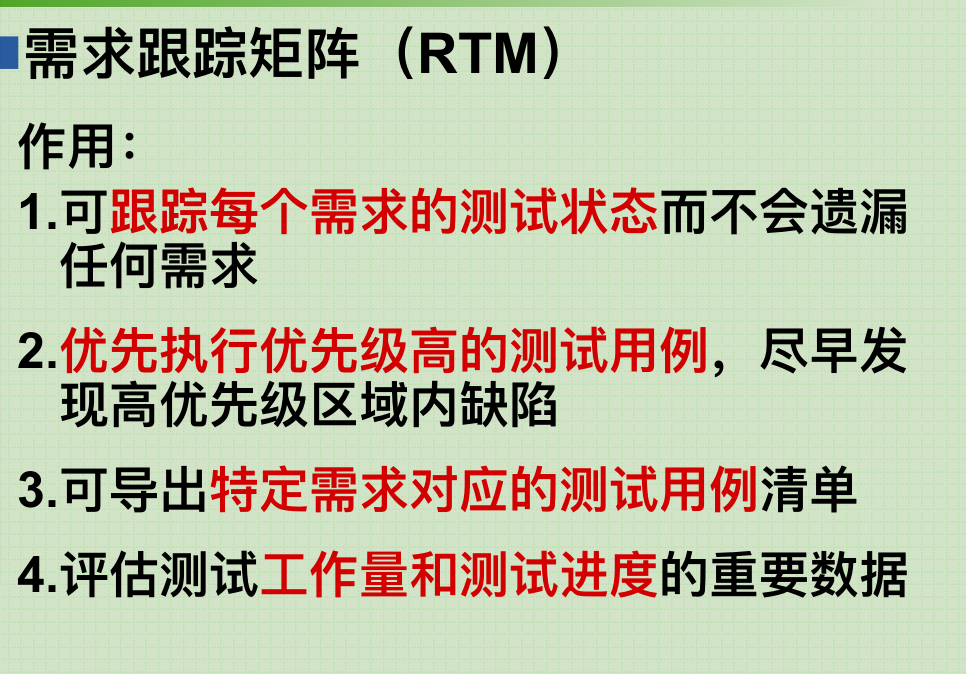 需求跟踪矩阵（RTM）
作用：
1.可跟踪每个需求的测试状态而不会遗漏
任何需求
2.优先执行优先级高的测试用例，尽早发
现高优先级区域内缺陷
3.可导出特定需求对应的测试用例清单
4.评估测试工作量和测试进度的重要数据